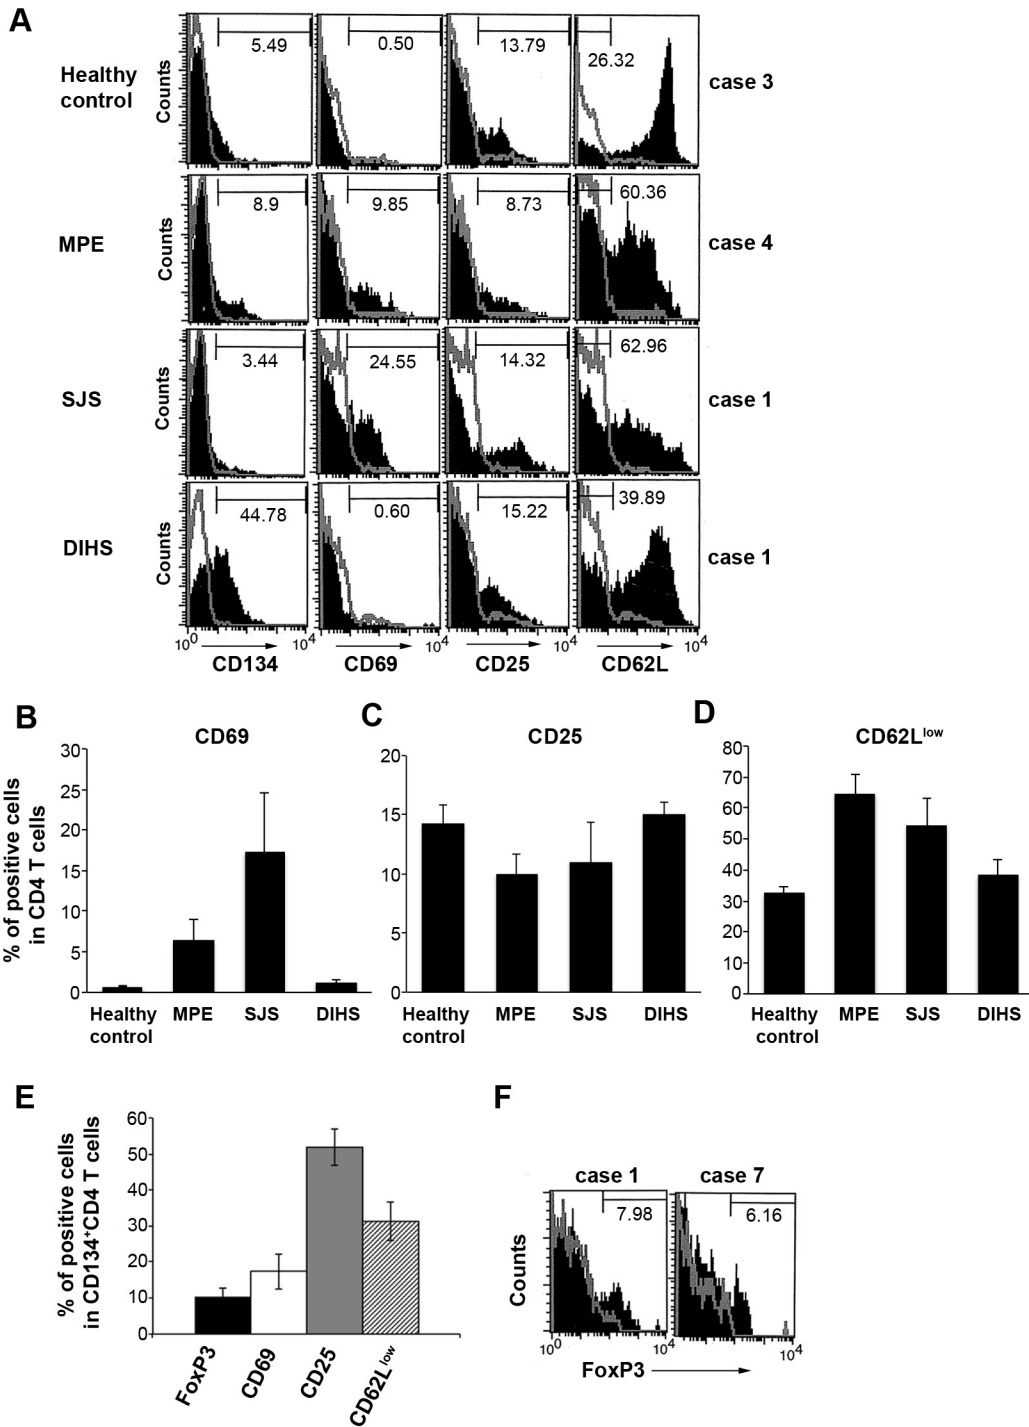 A
Healthy control
Counts
5.49
0.50
13.79
26.32
case 3
MPE
Counts
8.9
9.85
8.73
60.36
case 4
SJS
Counts
3.44
24.55
14.32
62.96
case 1
DIHS
Counts
44.78
0.60
15.22
39.89
case 1
10⁰ 10⁴ 10⁴ 10⁴ 10⁴
CD134 CD69 CD25 CD62L
B
CD69
% of positive cells
in CD4 T cells
30
25
20
15
10
5
0
Healthy control MPE SJS DIHS
C
CD25
20
15
10
5
0
Healthy control MPE SJS DIHS
D
CD62Lˡᵒʷ
80
70
60
50
40
30
20
10
0
Healthy control MPE SJS DIHS
E
% of positive cells
in CD134⁺CD4 T cells
60
50
40
30
20
10
0
FoxP3 CD69 CD25 CD62Lˡᵒʷ
F
case 1 case 7
Counts
7.98 6.16
10⁰ 10⁴ 10⁴
FoxP3